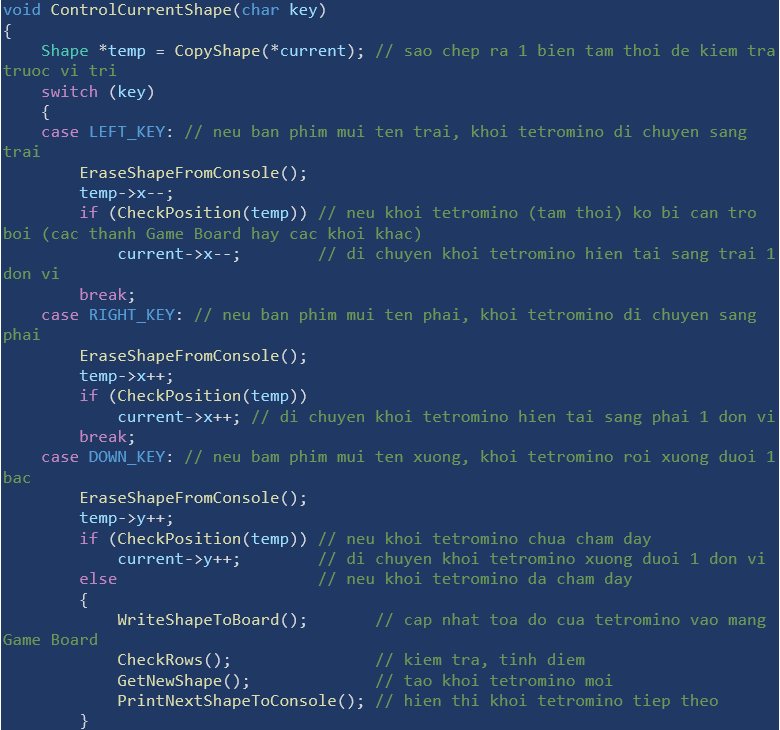 void ControlCurrentShape(char key)
{
    Shape *temp = CopyShape(*current); // sao chep ra 1 bien tam thoi de kiem tra
truoc vi tri
    switch (key)
    {
    case LEFT_KEY: // neu ban phim mui ten trai, khoi tetromino di chuyen sang
trai
        EraseShapeFromConsole();
        temp->x--;
        if (CheckPosition(temp)) // neu khoi tetromino (tam thoi) ko bi can tro
boi (cac thanh Game Board hay cac khoi khac)
            current->x--;        // di chuyen khoi tetromino hien tai sang trai 1
don vi
        break;
    case RIGHT_KEY: // neu ban phim mui ten phai, khoi tetromino di chuyen sang
phai
        EraseShapeFromConsole();
        temp->x++;
        if (CheckPosition(temp))
            current->x++; // di chuyen khoi tetromino hien tai sang phai 1 don vi
        break;
    case DOWN_KEY: // neu bam phim mui ten xuong, khoi tetromino roi xuong duoi 1
bac
        EraseShapeFromConsole();
        temp->y++;
        if (CheckPosition(temp)) // neu khoi tetromino chua cham day
            current->y++;        // di chuyen khoi tetromino xuong duoi 1 don vi
        else                     // neu khoi tetromino da cham day
        {
            WriteShapeToBoard();       // cap nhat toa do cua tetromino vao mang
Game Board
            CheckRows();               // kiem tra, tinh diem
            GetNewShape();             // tao khoi tetromino moi
            PrintNextShapeToConsole(); // hien thi khoi tetromino tiep theo
        }